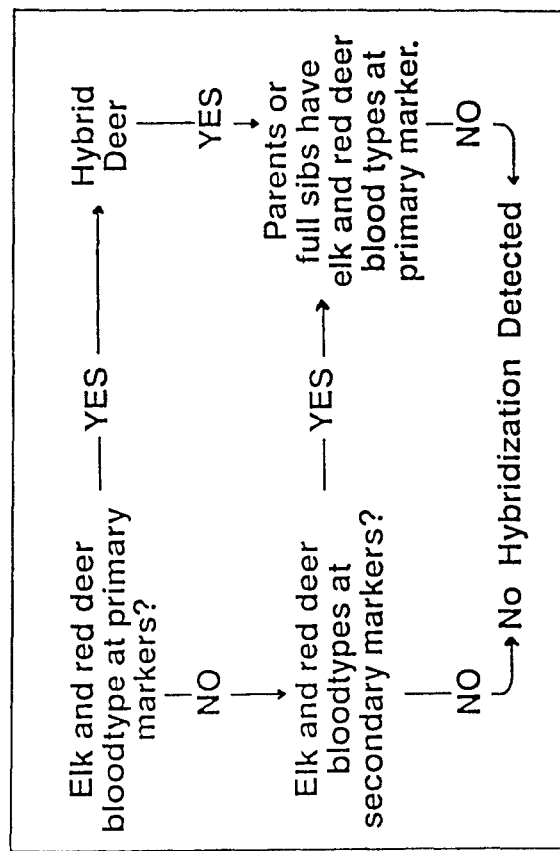 Elk and red deer
bloodtype at primary
markers?
YES
Hybrid
Deer
NO
YES
Elk and red deer
bloodtypes at
secondary markers?
YES
Parents or
full sibs have
elk and red deer
blood types at
primary marker.
NO
NO
No Hybridization Detected